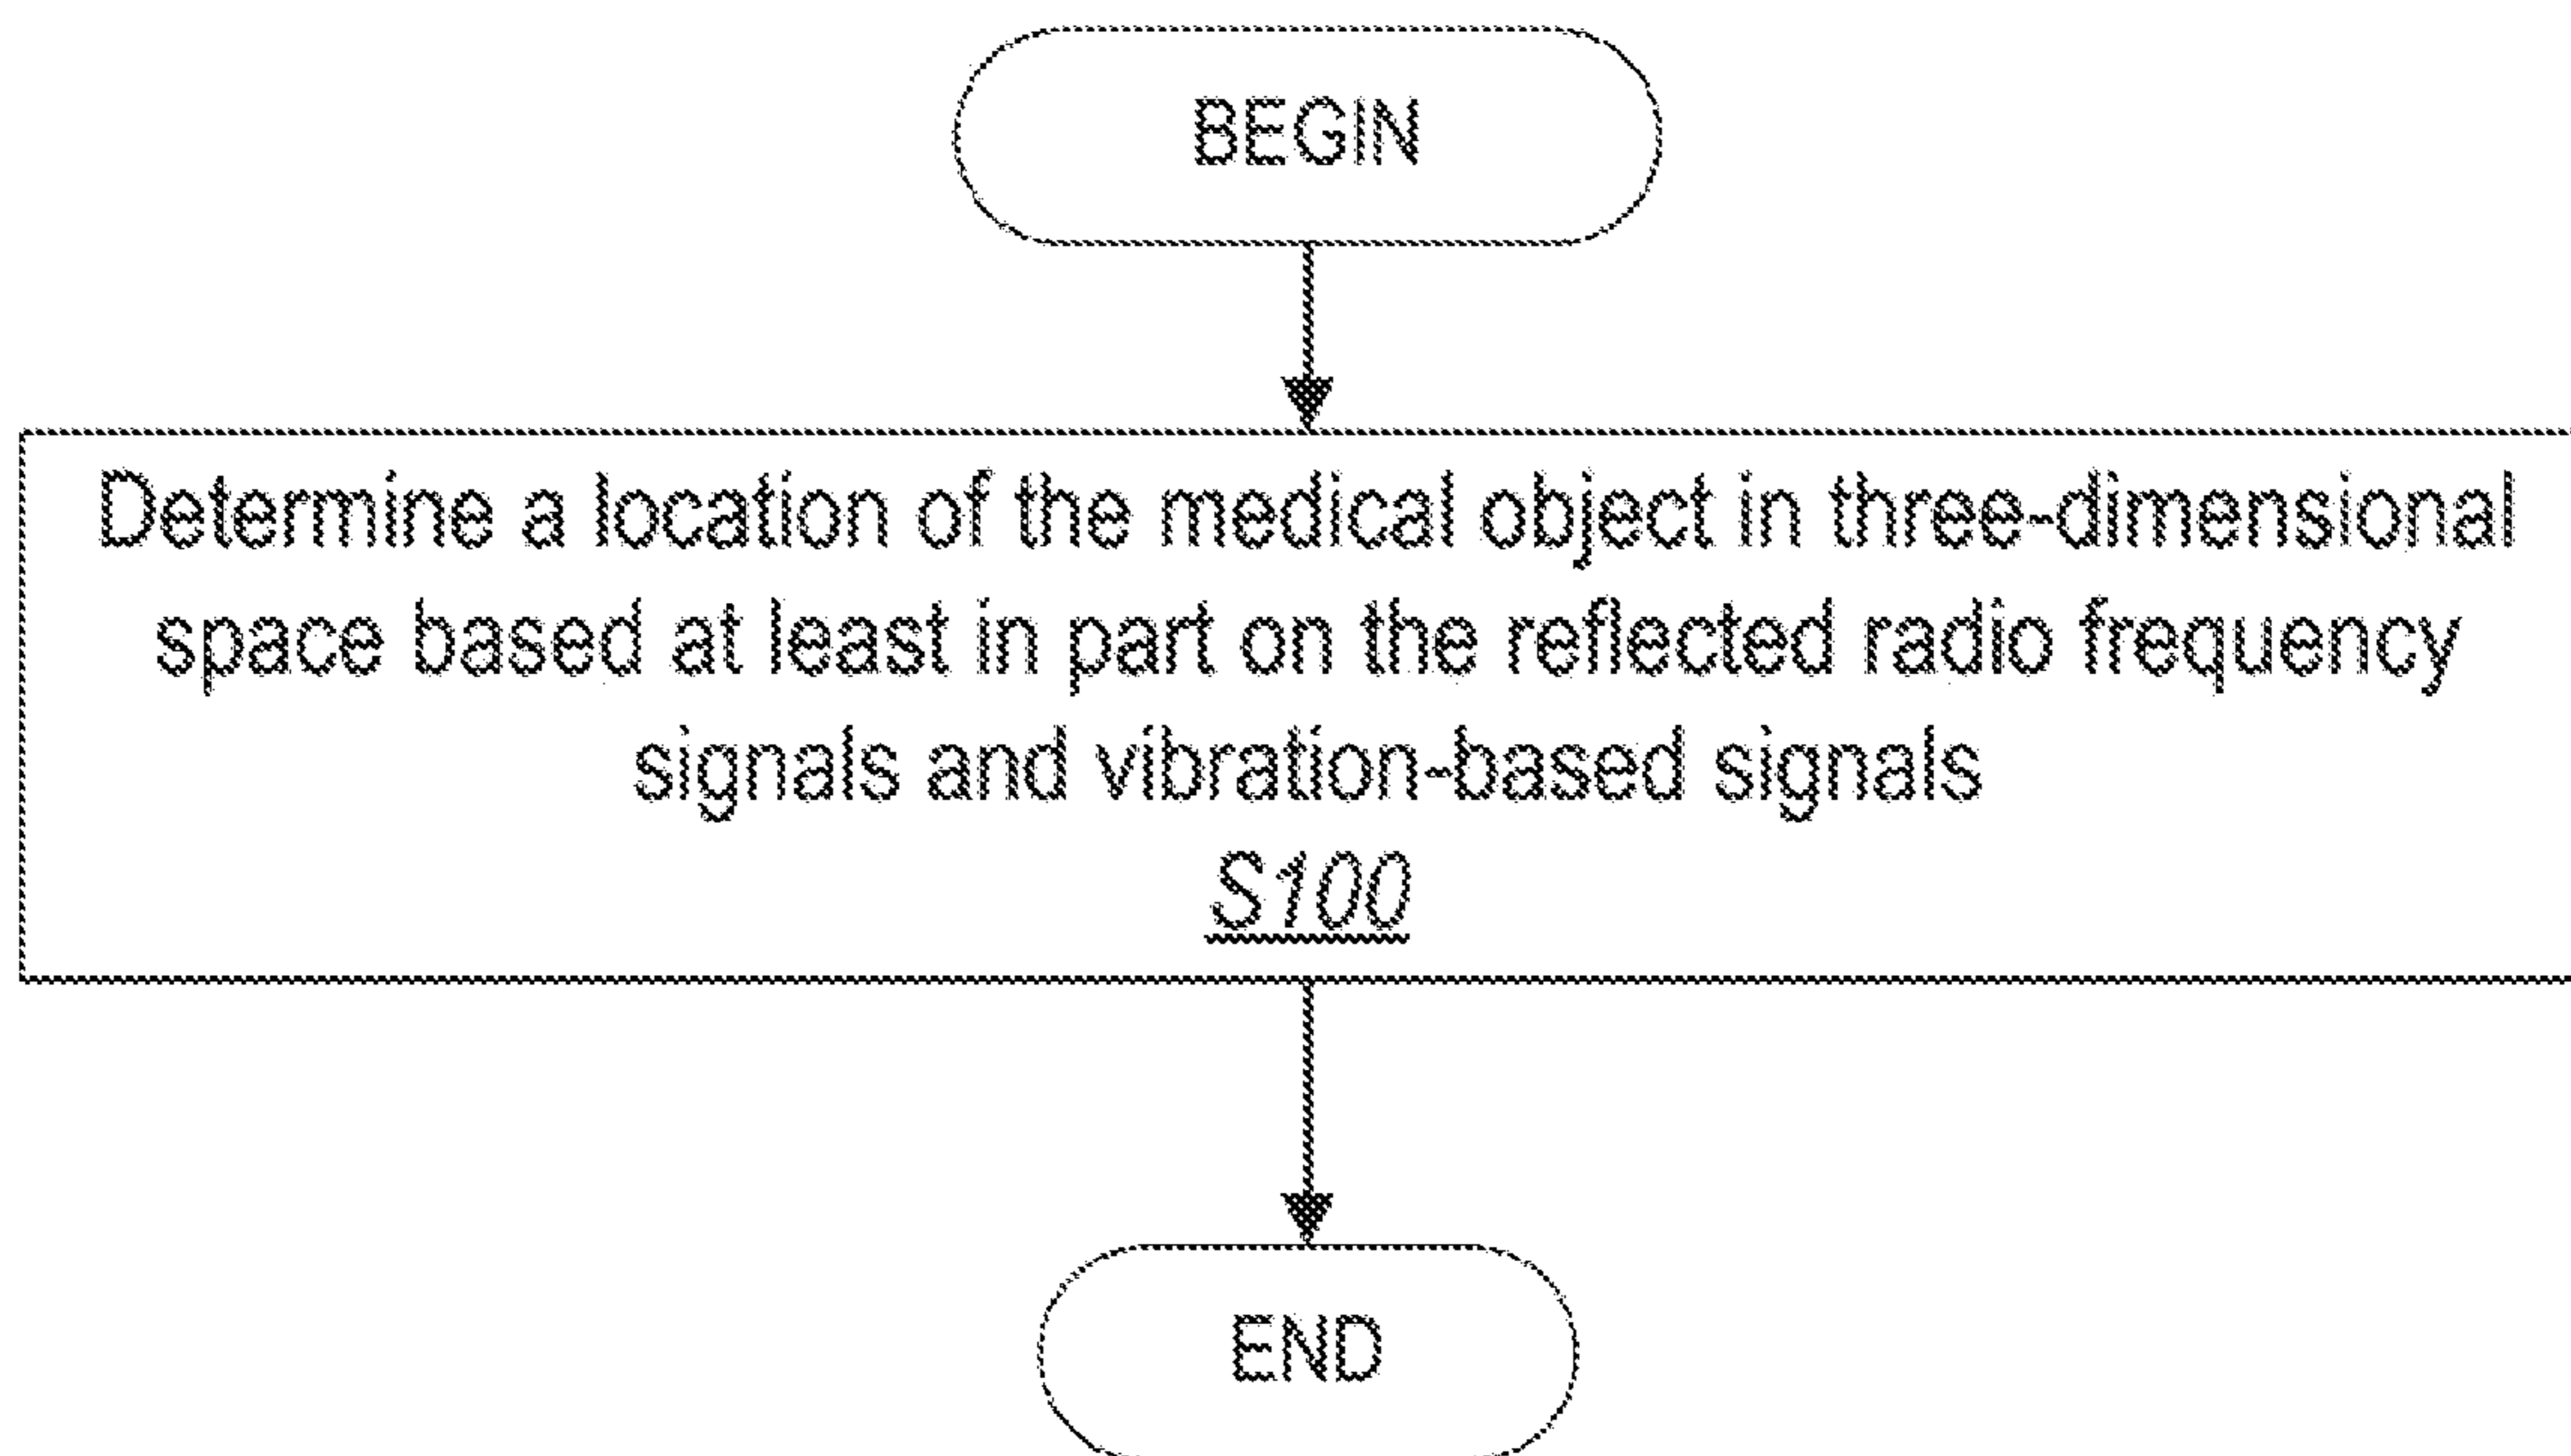 BEGIN
Determine a location of the medical object in three-dimensional
space based at least in part on the reflected radio frequency
signals and vibration-based signals
S100
END